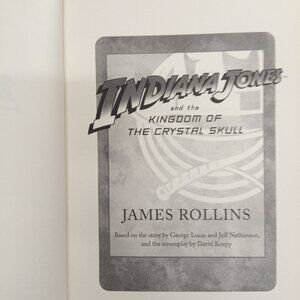 INDIANA JONES
and the
KINGDOM OF
THE CRYSTAL SKULL
JAMES ROLLINS
Based on the story by George Lucas and Jeff Nathanson,
and the screenplay by David Koepp